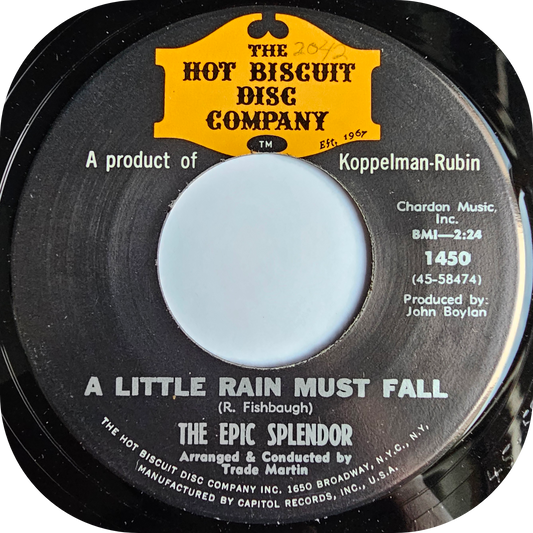 THE
2042
HOT BISCUIT
DISC
COMPANY
Est. 1967
TM
A product of Koppelman-Rubin
Chardon Music,
Inc.
BMI—2:24
1450
(45-58474)
Produced by:
John Boylan
A LITTLE RAIN MUST FALL
(R. Fishbaugh)
THE EPIC SPLENDOR
Arranged & Conducted by
Trade Martin
THE HOT BISCUIT DISC COMPANY INC. 1650 BROADWAY, N.Y.C., N.Y.
MANUFACTURED BY CAPITOL RECORDS, INC., U.S.A.